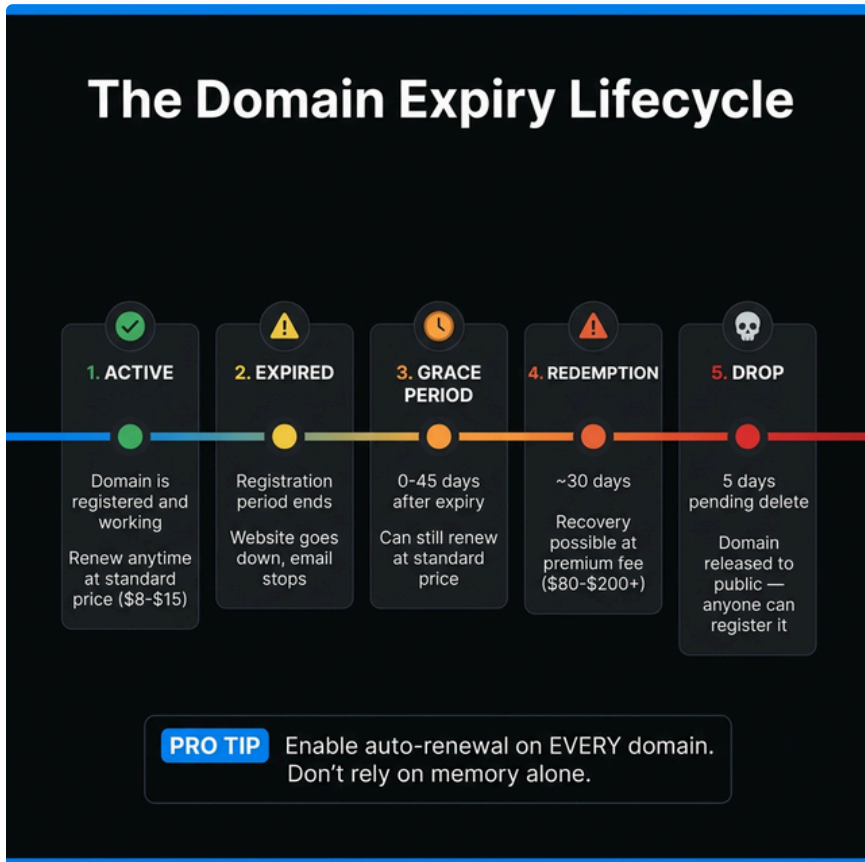 The Domain Expiry Lifecycle
1. ACTIVE
Domain is
registered and
working
Renew anytime
at standard
price ($8-$15)
2. EXPIRED
Registration
period ends
Website goes
down, email
stops
3. GRACE
PERIOD
0-45 days
after expiry
Can still renew
at standard
price
4. REDEMPTION
~30 days
Recovery
possible at
premium fee
($80-$200+)
5. DROP
5 days
pending delete
Domain
released to
public —
anyone can
register it
PRO TIP Enable auto-renewal on EVERY domain.
Don’t rely on memory alone.